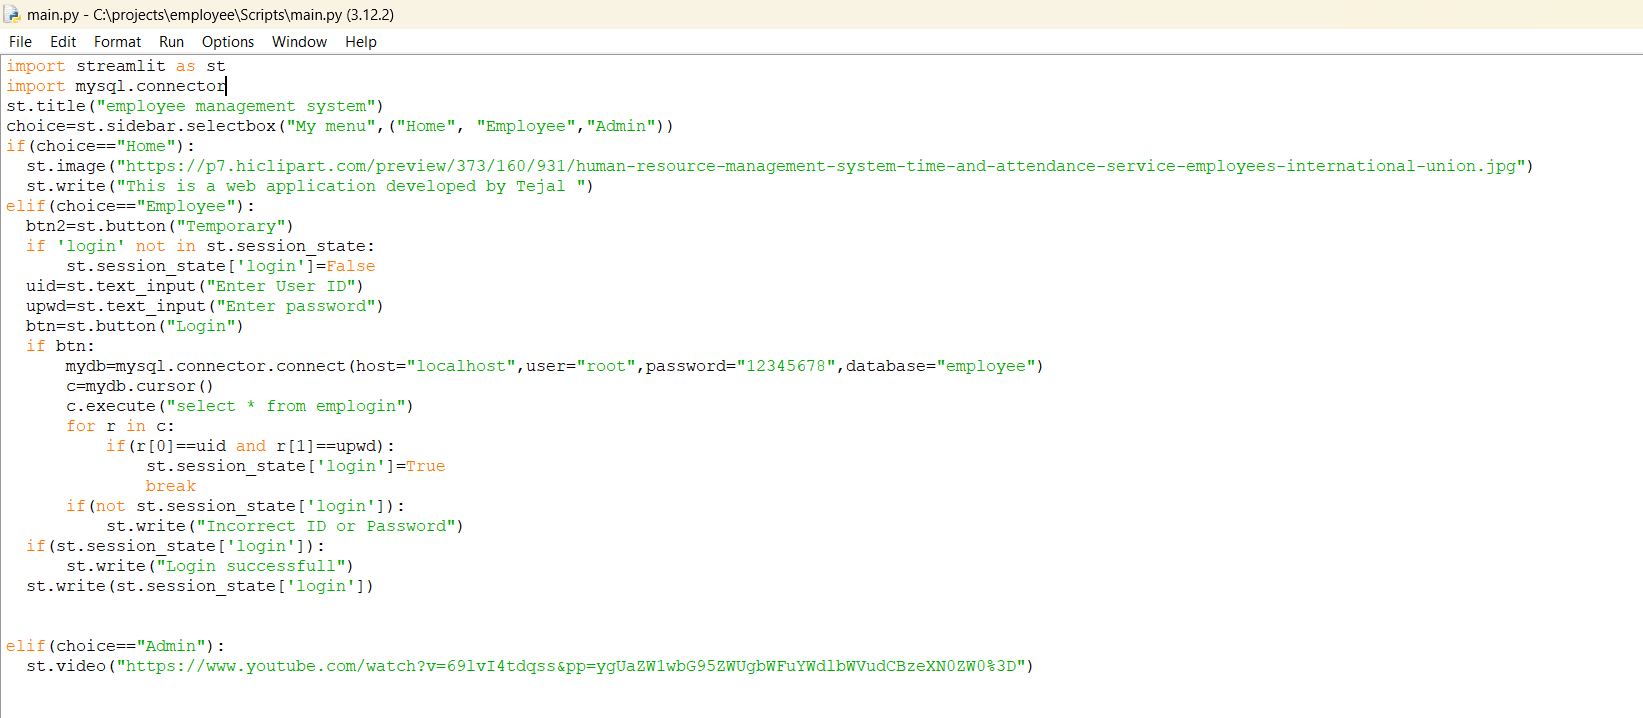 main.py - C:\projects\employee\Scripts\main.py (3.12.2)
File Edit Format Run Options Window Help
import streamlit as st
import mysql.connector
st.title("employee management system")
choice=st.sidebar.selectbox("My menu",("Home", "Employee","Admin"))
if(choice=="Home"):
  st.image("https://p7.hiclipart.com/preview/373/160/931/human-resource-management-system-time-and-attendance-service-employees-international-union.jpg")
  st.write("This is a web application developed by Tejal ")
elif(choice=="Employee"):
  btn2=st.button("Temporary")
  if 'login' not in st.session_state:
      st.session_state['login']=False
  uid=st.text_input("Enter User ID")
  upwd=st.text_input("Enter password")
  btn=st.button("Login")
  if btn:
      mydb=mysql.connector.connect(host="localhost",user="root",password="12345678",database="employee")
      c=mydb.cursor()
      c.execute("select * from emplogin")
      for r in c:
          if(r[0]==uid and r[1]==upwd):
              st.session_state['login']=True
              break
      if(not st.session_state['login']):
          st.write("Incorrect ID or Password")
  if(st.session_state['login']):
      st.write("Login successfull")
  st.write(st.session_state['login'])
elif(choice=="Admin"):
  st.video("https://www.youtube.com/watch?v=69lvI4tdqss&pp=ygUaZW1wbG95ZWUgbWFuYWdlbWVudCBzeXN0ZW0%3D")